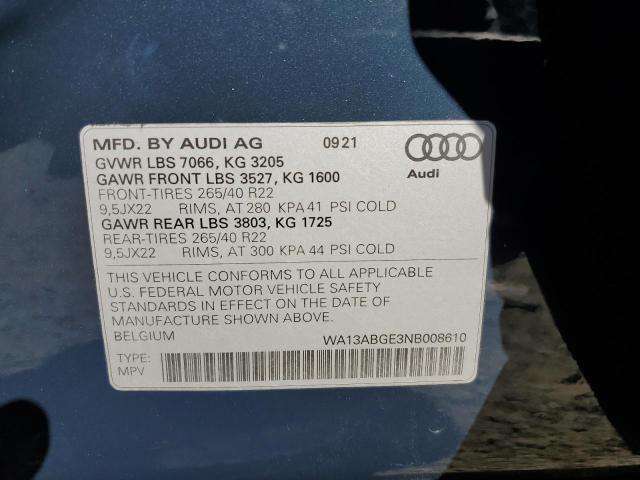 MFD. BY AUDI AG 09 21
GVWR LBS 7066, KG 3205
GAWR FRONT LBS 3527, KG 1600
FRONT-TIRES 265/40 R22
9,5JX22 RIMS, AT 280 KPA 41 PSI COLD
GAWR REAR LBS 3803, KG 1725
REAR-TIRES 265/40 R22
9,5JX22 RIMS, AT 300 KPA 44 PSI COLD
Audi
THIS VEHICLE CONFORMS TO ALL APPLICABLE
U.S. FEDERAL MOTOR VEHICLE SAFETY
STANDARDS IN EFFECT ON THE DATE OF
MANUFACTURE SHOWN ABOVE.
BELGIUM WA13ABGE3NB008610
TYPE:
MPV